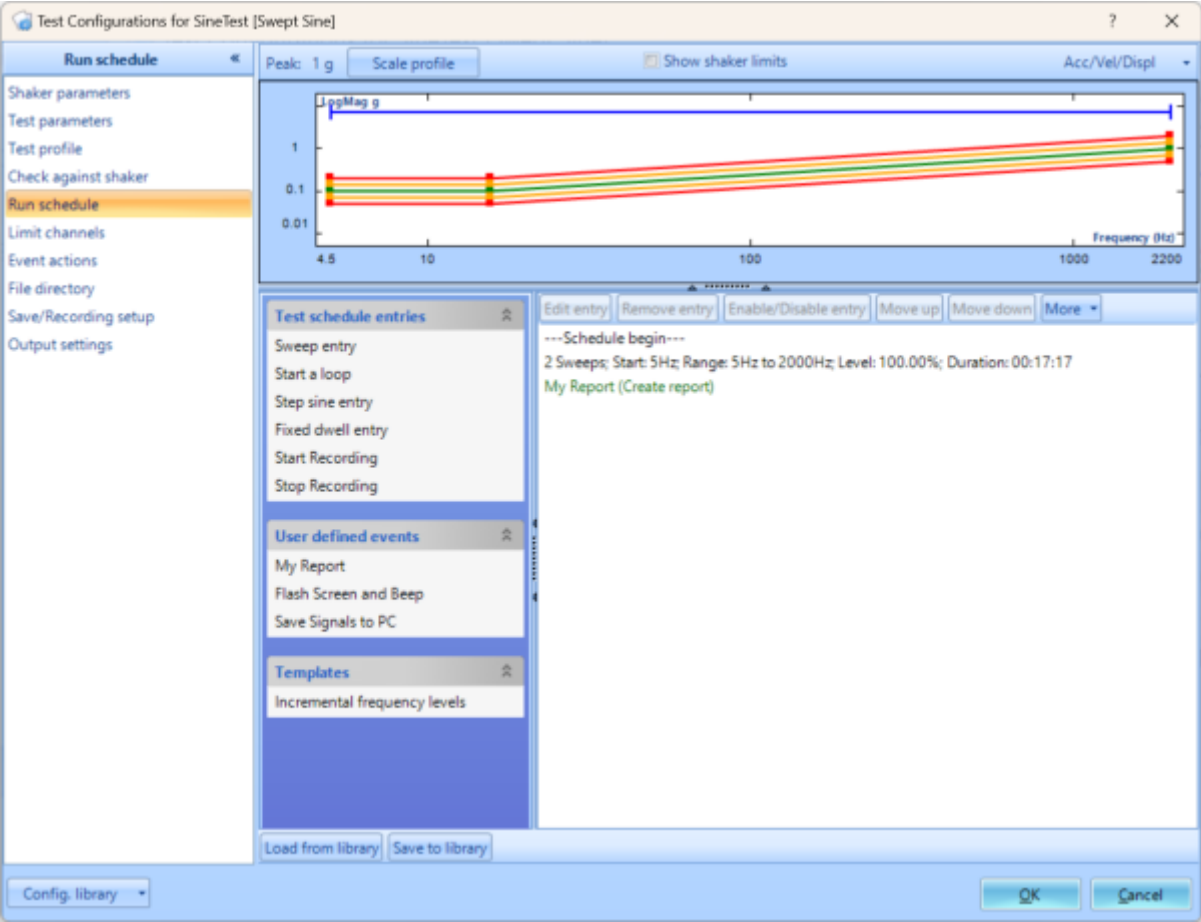 Test Configurations for SineTest [Swept Sine]
?
Run schedule
Peak: 1 g
Scale profile
Show shaker limits
Acc/Vel/Displ
Shaker parameters
Test parameters
Test profile
Check against shaker
Run schedule
Limit channels
Event actions
File directory
Save/Recording setup
Output settings
LogMag g
1
0.1
0.01
Frequency (Hz)
4.5 10 100 1000 2200
Test schedule entries
Sweep entry
Start a loop
Step sine entry
Fixed dwell entry
Start Recording
Stop Recording
User defined events
My Report
Flash Screen and Beep
Save Signals to PC
Templates
Incremental frequency levels
Edit entry Remove entry Enable/Disable entry Move up Move down More
---Schedule begin---
2 Sweeps; Start: 5Hz; Range: 5Hz to 2000Hz; Level: 100.00%; Duration: 00:17:17
My Report (Create report)
Load from library Save to library
Config. library
OK Cancel